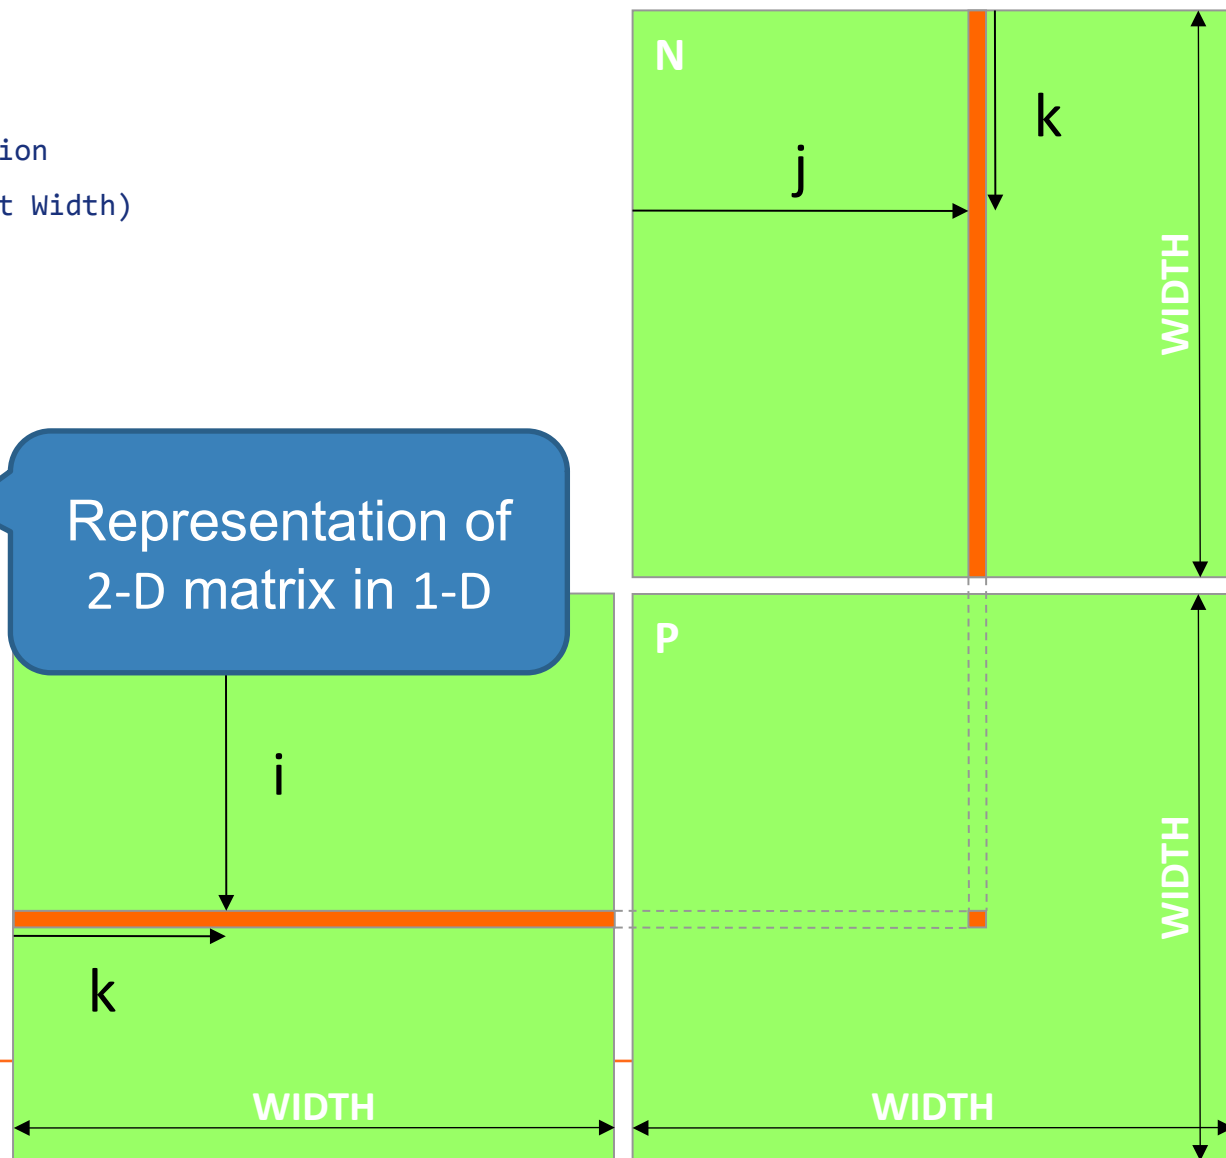 N
k
ion
j
t Width)
WIDTH
Representation of
2-D matrix in 1-D
P
i
WIDTH
k
WIDTH
WIDTH